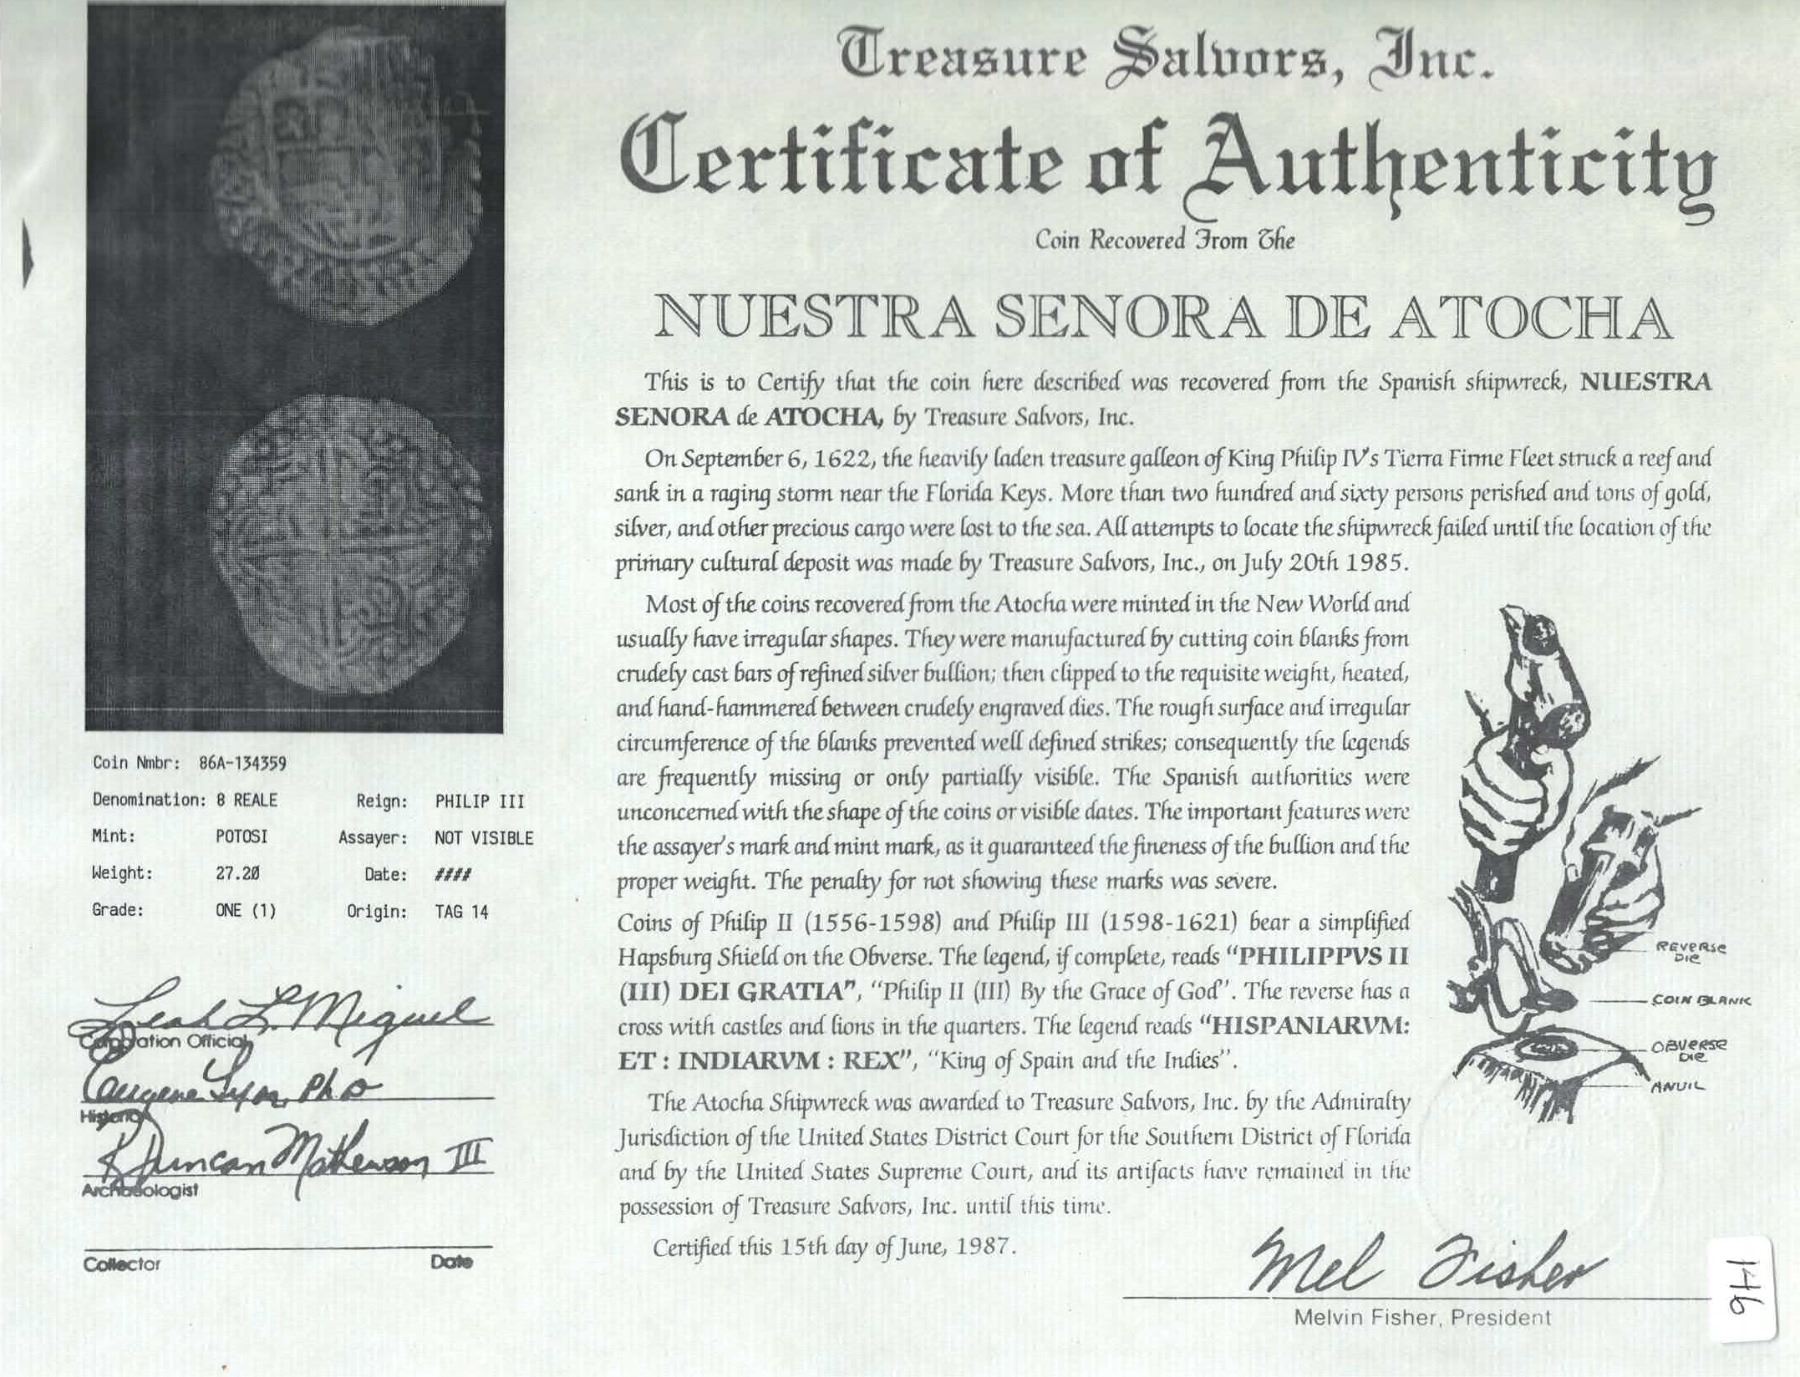 Treasure Salvors, Inc.
Certificate of Authenticity
Coin Recovered From The
NUESTRA SENORA DE ATOCHA
This is to Certify that the coin here described was recovered from the Spanish shipwreck, NUESTRA
SENORA de ATOCHA, by Treasure Salvors, Inc.
On September 6, 1622, the heavily laden treasure galleon of King Philip IV's Tierra Firme Fleet struck a reef and
sank in a raging storm near the Florida Keys. More than two hundred and sixty persons perished and tons of gold,
silver, and other precious cargo were lost to the sea. All attempts to locate the shipwreck failed until the location of the
primary cultural deposit was made by Treasure Salvors, Inc., on July 20th 1985.
Most of the coins recovered from the Atocha were minted in the New World and
usually have irregular shapes. They were manufactured by cutting coin blanks from
crudely cast bars of refined silver bullion; then clipped to the requisite weight, heated,
and hand-hammered between crudely engraved dies. The rough surface and irregular
circumference of the blanks prevented well defined strikes; consequently the legends
are frequently missing or only partially visible. The Spanish authorities were
unconcerned with the shape of the coins or visible dates. The important features were
the assayer's mark and mint mark, as it guaranteed the fineness of the bullion and the
proper weight. The penalty for not showing these marks was severe.
Coins of Philip II (1556-1598) and Philip III (1598-1621) bear a simplified
Hapsburg Shield on the Obverse. The legend, if complete, reads "PHILIPPVS II
(III) DEI GRATIA", "Philip II (III) By the Grace of God". The reverse has a
cross with castles and lions in the quarters. The legend reads "HISPANIARVM:
ET : INDIARVM : REX", "King of Spain and the Indies".
The Atocha Shipwreck was awarded to Treasure Salvors, Inc. by the Admiralty
Jurisdiction of the United States District Court for the Southern District of Florida
and by the United States Supreme Court, and its artifacts have remained in the
possession of Treasure Salvors, Inc. until this time.
Certified this 15th day of June, 1987.
Mel Fisher
Melvin Fisher, President
REVERSE
DIE
COIN BLANK
OBVERSE
DIE
ANVIL
Coin Nmbr: 86A-134359
Denomination: 8 REALE Reign: PHILIP III
Mint: POTOSI Assayer: NOT VISIBLE
Weight: 27.20 Date: ####
Grade: ONE (1) Origin: TAG 14
Leah L. Miguel
Corporation Official
Eugene Lyon, Ph D
Historian
R Duncan Mathewson III
Archaeologist
Collector Date
146